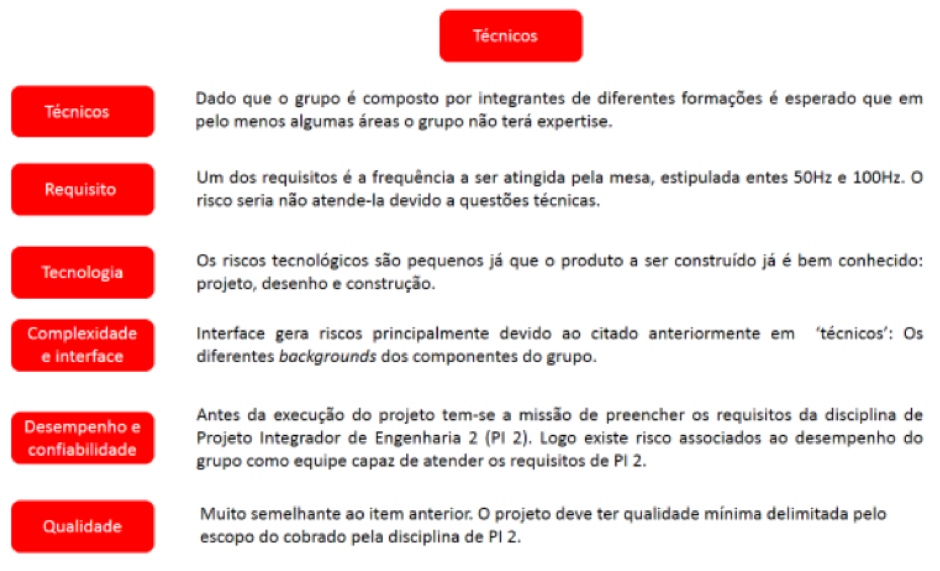 Técnicos
Técnicos
Dado que o grupo é composto por integrantes de diferentes formações é esperado que em
pelo menos algumas áreas o grupo não terá expertise.
Requisito
Um dos requisitos é a frequência a ser atingida pela mesa, estipulada entes 50Hz e 100Hz. O
risco seria não atende-la devido a questões técnicas.
Tecnologia
Os riscos tecnológicos são pequenos já que o produto a ser construído já é bem conhecido:
projeto, desenho e construção.
Complexidade
e interface
Interface gera riscos principalmente devido ao citado anteriormente em ‘técnicos’: Os
diferentes backgrounds dos componentes do grupo.
Desempenho e
confiabilidade
Antes da execução do projeto tem-se a missão de preencher os requisitos da disciplina de
Projeto Integrador de Engenharia 2 (PI 2). Logo existe risco associados ao desempenho do
grupo como equipe capaz de atender os requisitos de PI 2.
Qualidade
Muito semelhante ao item anterior. O projeto deve ter qualidade mínima delimitada pelo
escopo do cobrado pela disciplina de PI 2.